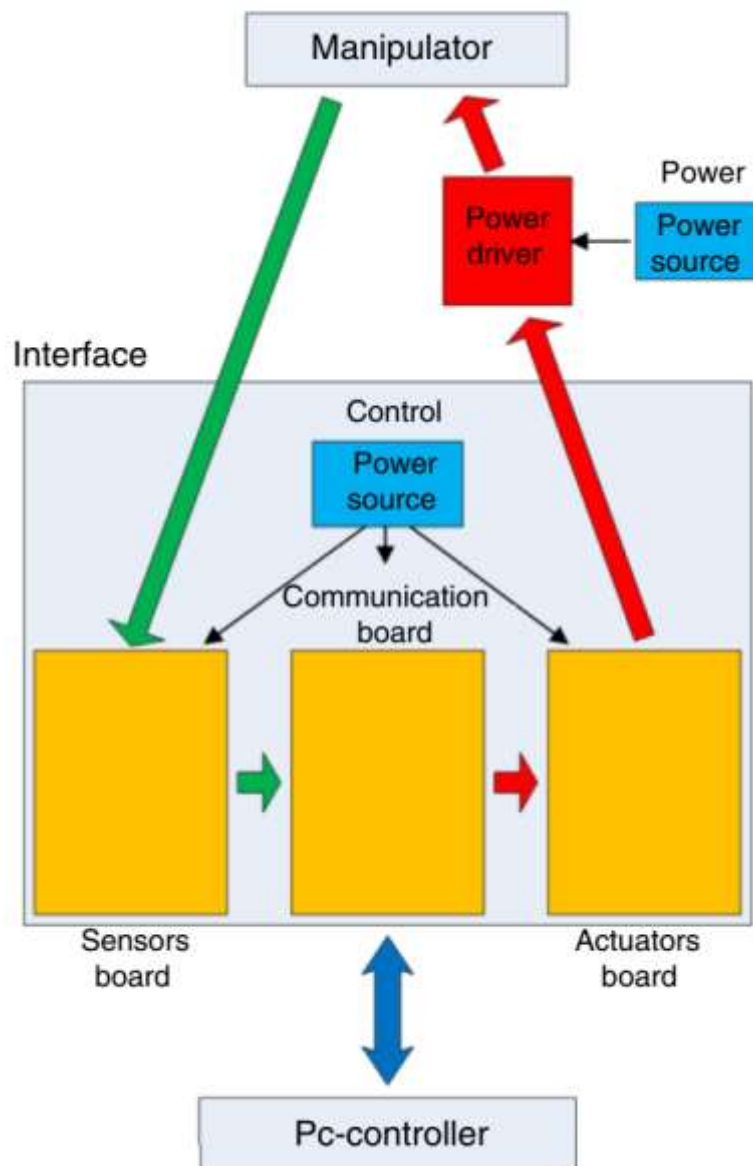 Manipulator
Power
Power
driver
Power
source
Interface
Control
Power
source
Communication
board
Sensors
board
Actuators
board
Pc-controller